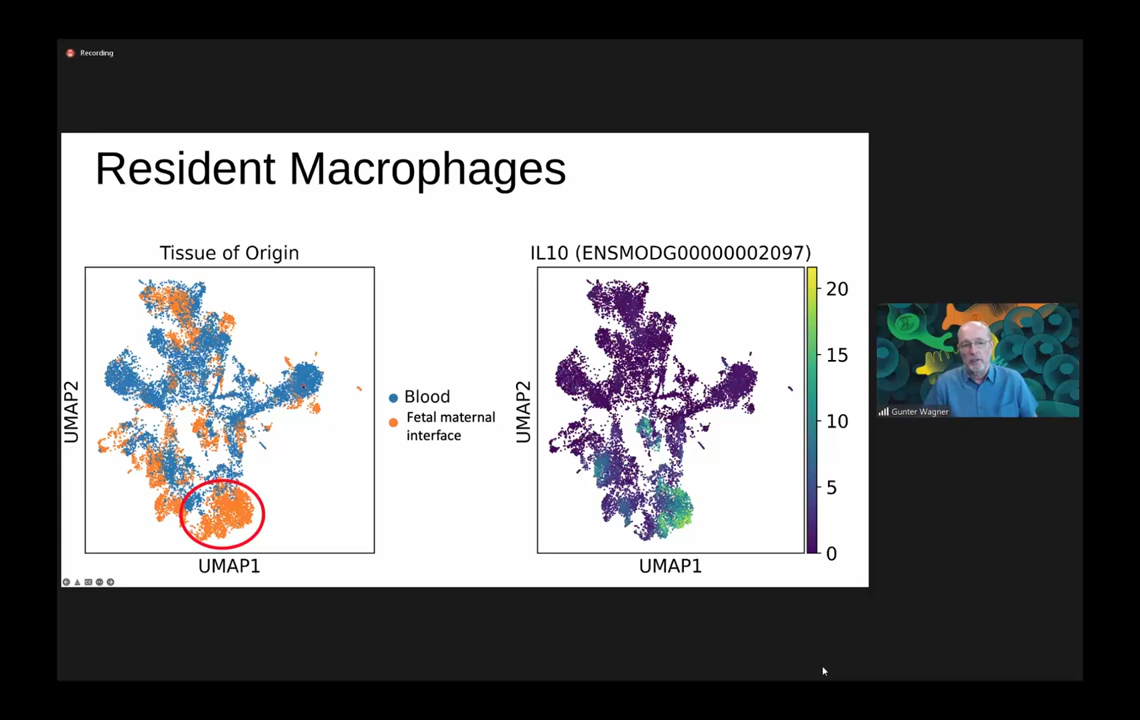 Recording
Resident Macrophages
Tissue of Origin
UMAP2
UMAP1
Blood
Fetal maternal
interface
IL10 (ENSMODG00000002097)
UMAP2
UMAP1
20
15
10
5
0
Gunter Wagner